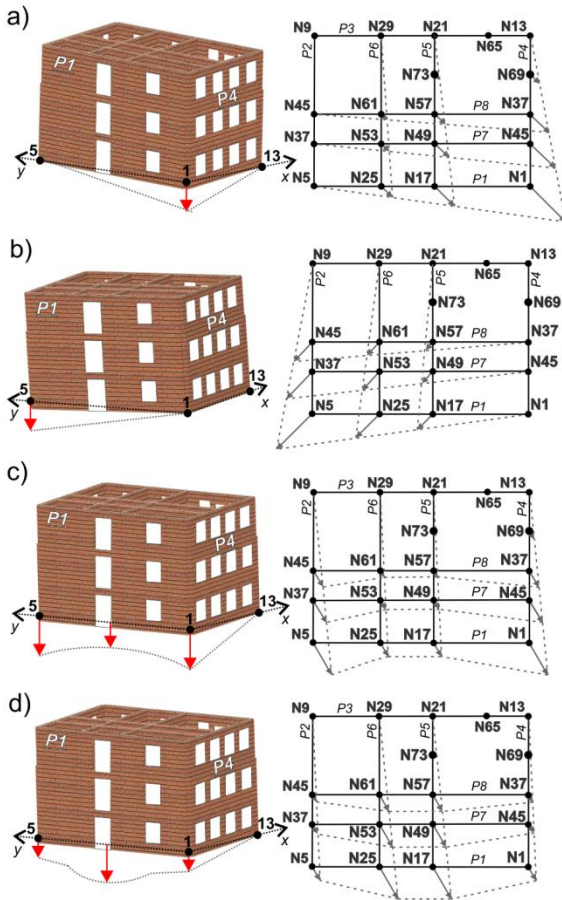 a)
P1
P4
5
1
13
y
x
N9 P3 N29 N21 N13
P2 P6 P5 P4
N65
N73 N69
N45 N61 N57 P8 N37
N37 N53 N49 P7 N45
N5 N25 N17 P1 N1
b)
P1
P4
5
1
13
y
x
N9 N29 N21 N13
P2 P6 P5 P4
N65
N73 N69
N45 N61 N57 P8 N37
N37 N53 N49 P7 N45
N5 N25 N17 P1 N1
c)
P1
P4
5
1
13
y
x
N9 P3 N29 N21 N13
P2 P6 P5 P4
N65
N73 N69
N45 N61 N57 P8 N37
N37 N53 N49 P7 N45
N5 N25 N17 P1 N1
d)
P1
P4
5
1
13
y
x
N9 P3 N29 N21 N13
P2 P6 P5 P4
N65
N73 N69
N45 N61 N57 P8 N37
N37 N53 N49 P7 N45
N5 N25 N17 P1 N1